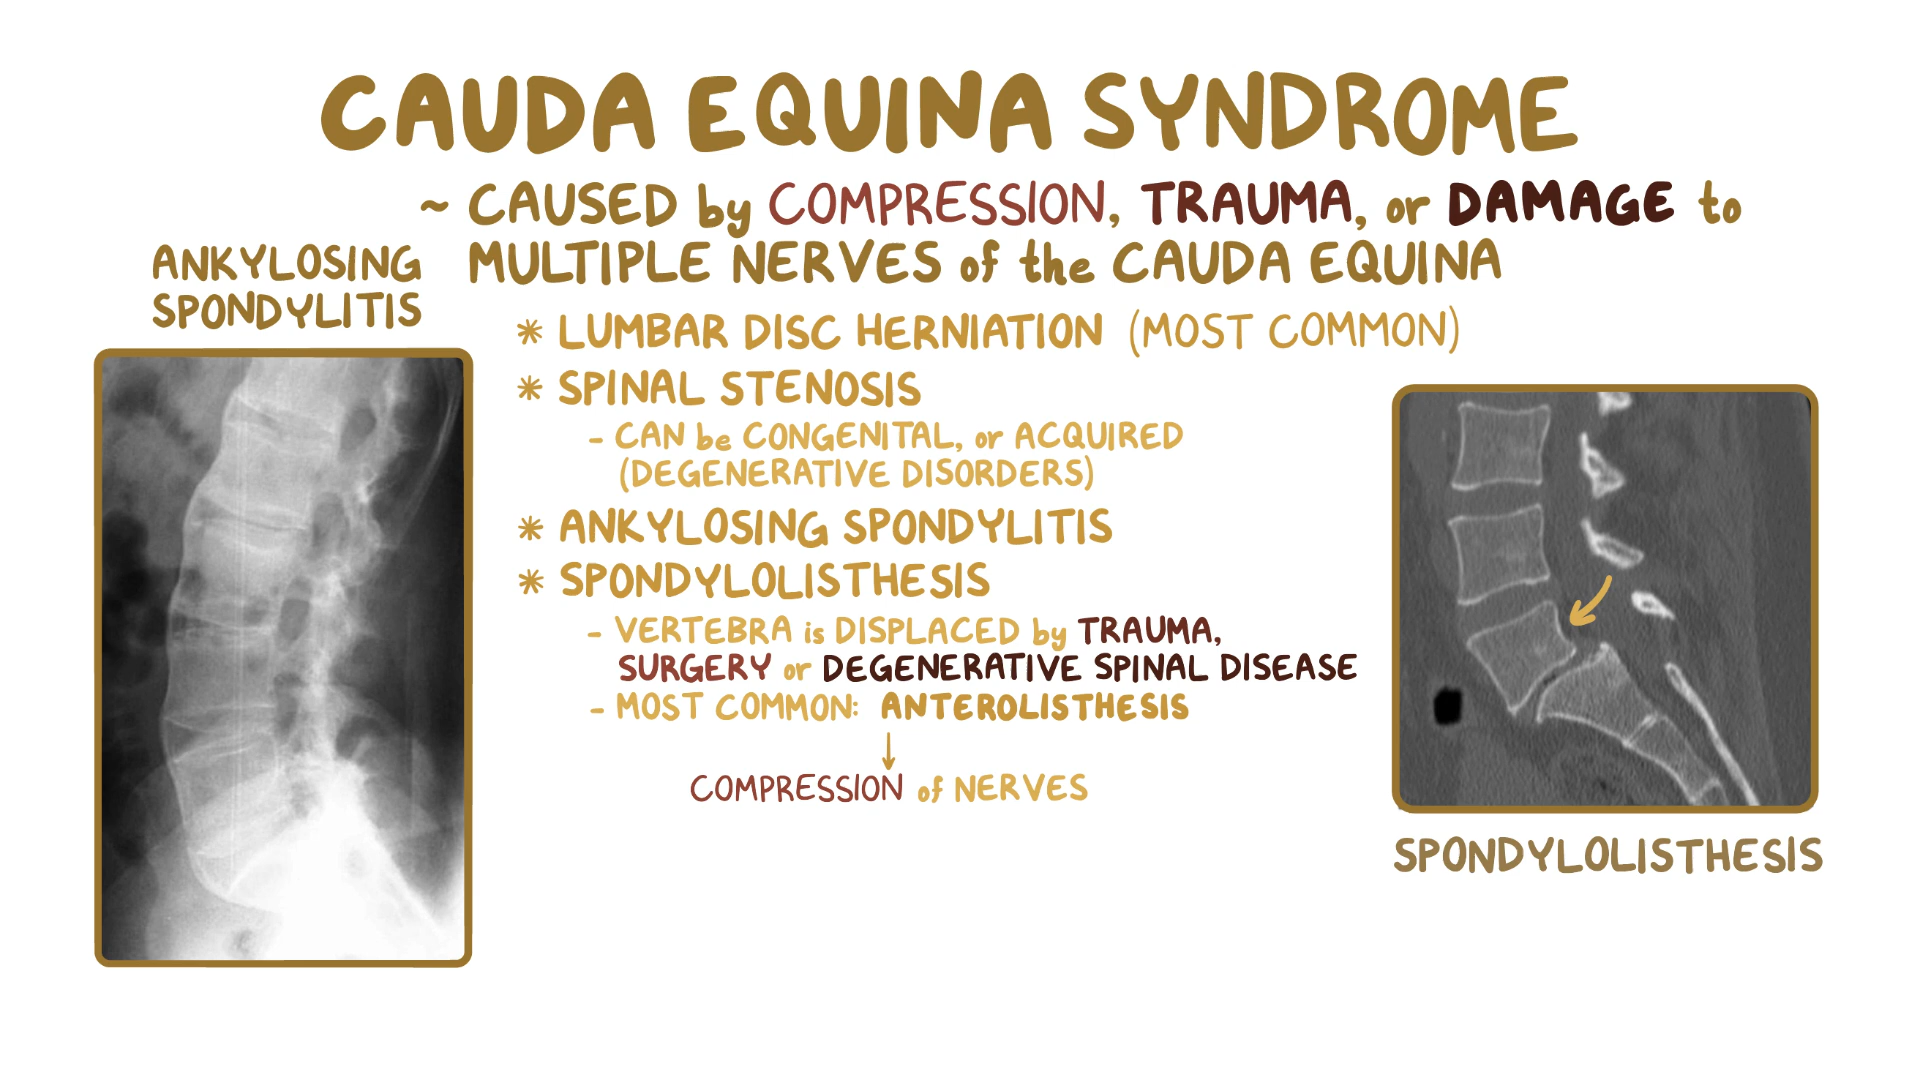 CAUDA EQUINA SYNDROME
~ CAUSED by COMPRESSION, TRAUMA, or DAMAGE to
MULTIPLE NERVES of the CAUDA EQUINA
ANKYLOSING
SPONDYLITIS
* LUMBAR DISC HERNIATION (MOST COMMON)
* SPINAL STENOSIS
- CAN be CONGENITAL, or ACQUIRED
(DEGENERATIVE DISORDERS)
* ANKYLOSING SPONDYLITIS
* SPONDYLOLISTHESIS
- VERTEBRA is DISPLACED by TRAUMA,
SURGERY or DEGENERATIVE SPINAL DISEASE
- MOST COMMON: ANTEROLISTHESIS
↓
COMPRESSION of NERVES
SPONDYLOLISTHESIS